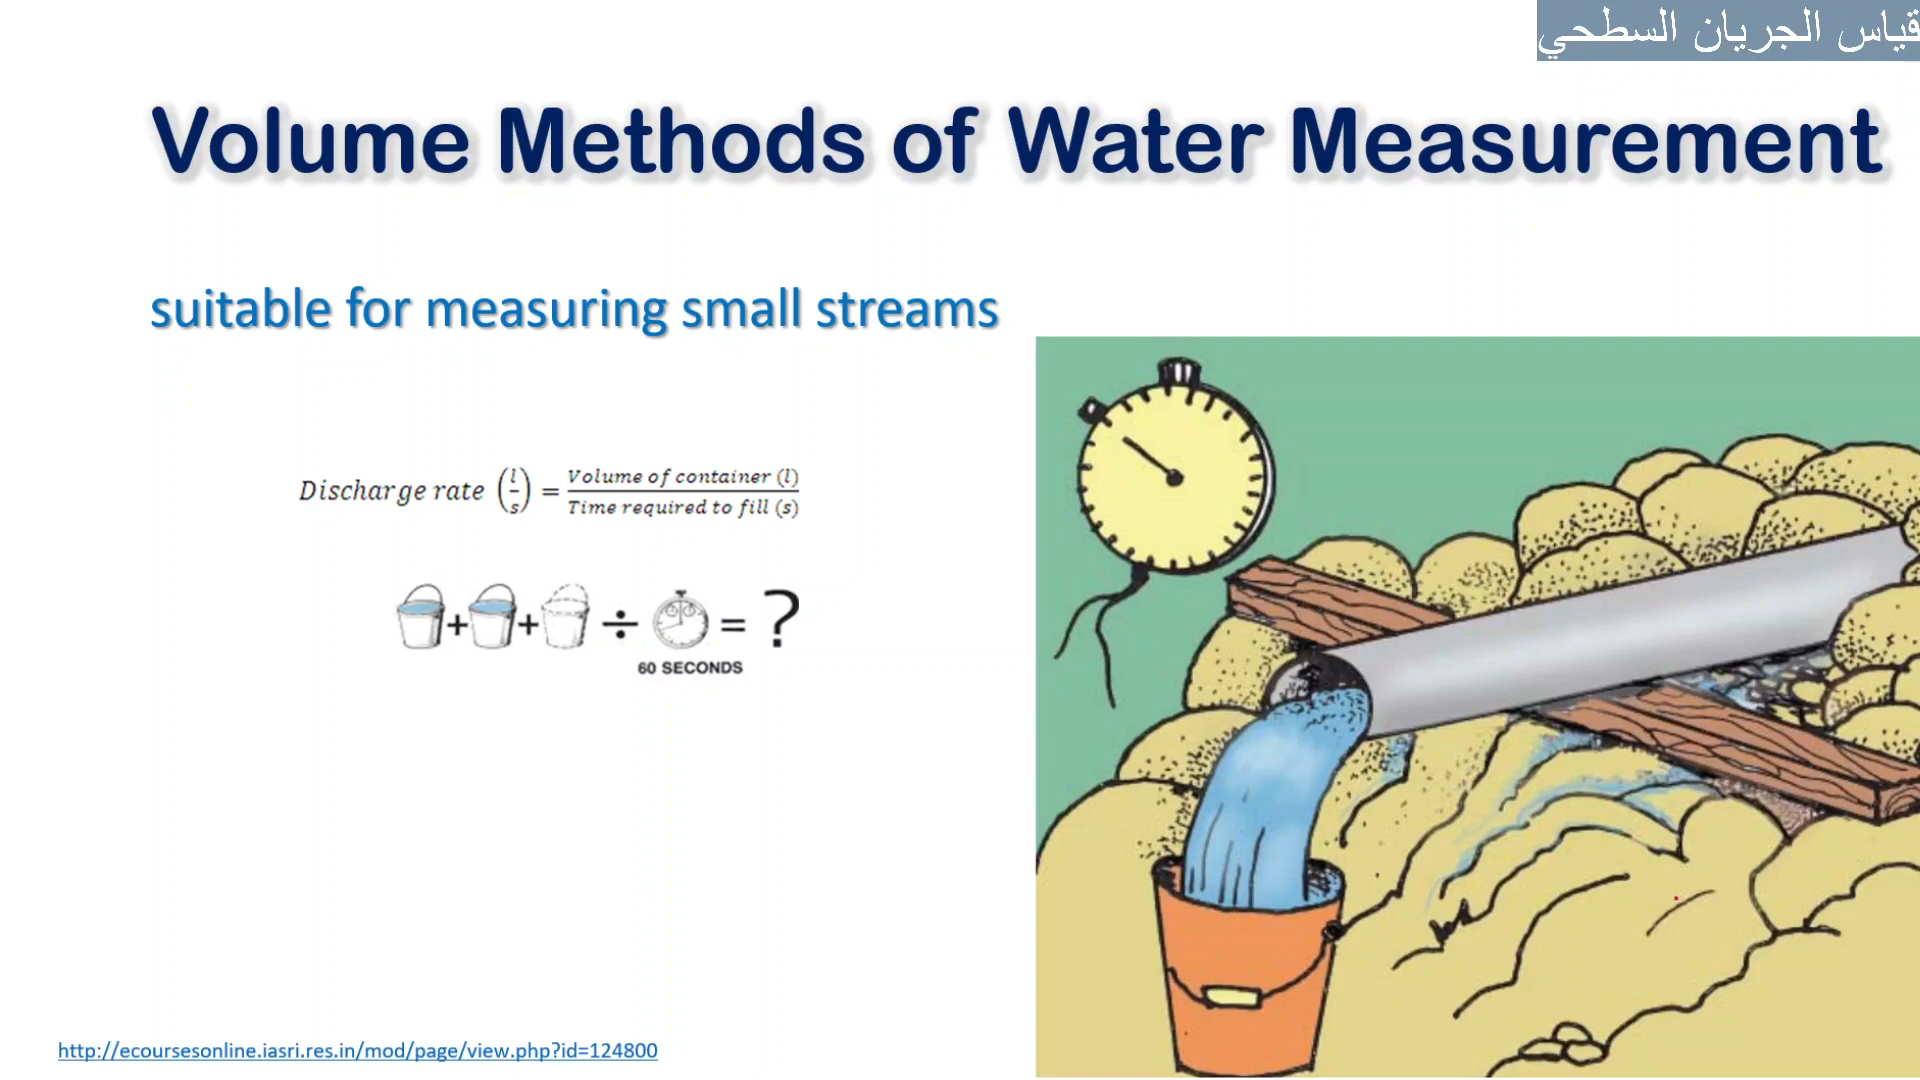 قياس الجريان السطحي
Volume Methods of Water Measurement
suitable for measuring small streams
Discharge rate (l/s) = Volume of container (l) / Time required to fill (s)
+ + ÷ = ?
60 SECONDS
http://ecoursesonline.iasri.res.in/mod/page/view.php?id=124800